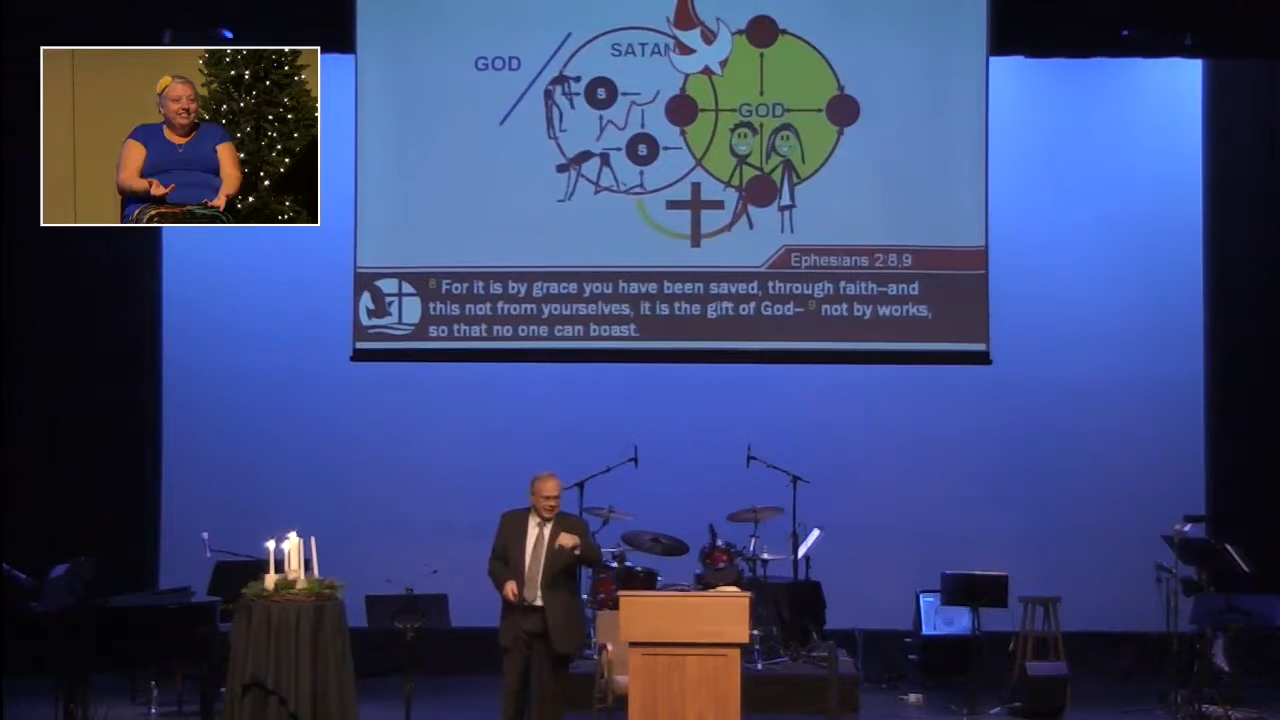 GOD
SATAN
S
S
GOD
Ephesians 2:8,9
8 For it is by grace you have been saved, through faith–and
this not from yourselves, it is the gift of God– 9 not by works,
so that no one can boast.